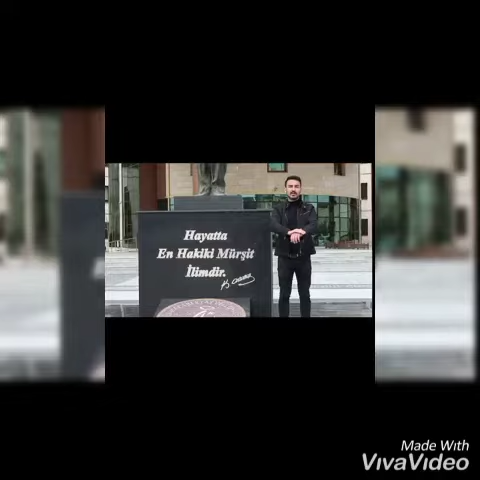 Hayatta
En Hakiki Mürşit
İlimdir.
Made With
VivaVideo